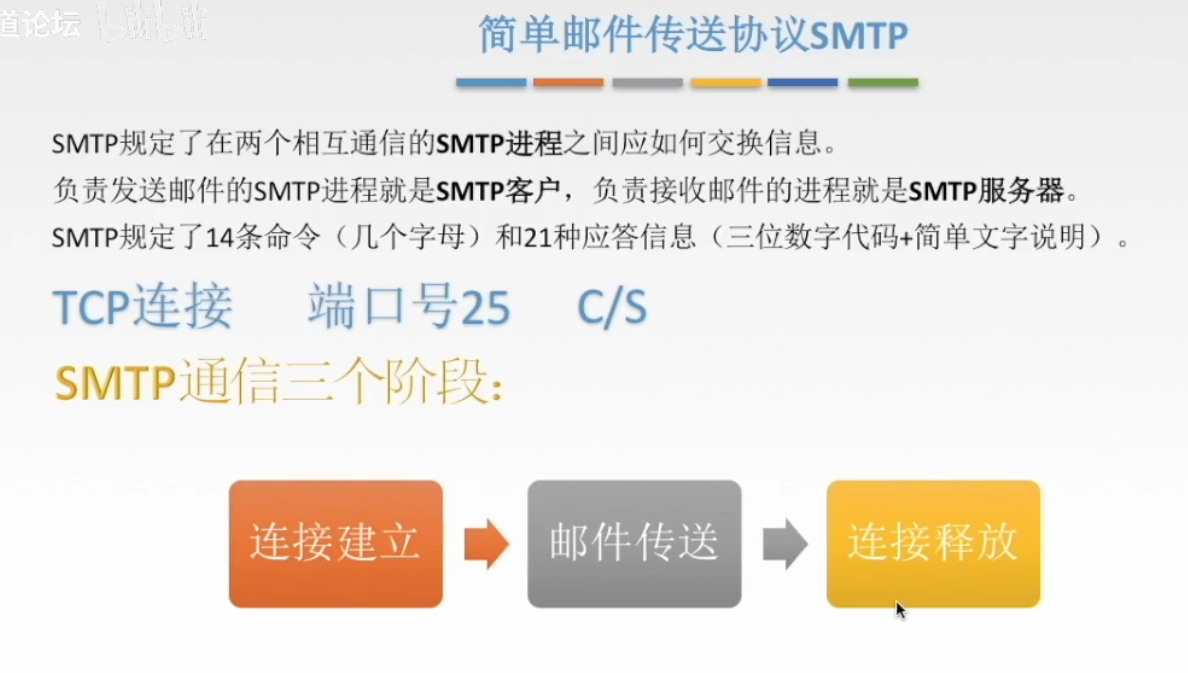 道论坛 bilibili
简单邮件传送协议SMTP
SMTP规定了在两个相互通信的SMTP进程之间应如何交换信息。
负责发送邮件的SMTP进程就是SMTP客户，负责接收邮件的进程就是SMTP服务器。
SMTP规定了14条命令（几个字母）和21种应答信息（三位数字代码+简单文字说明）。
TCP连接 端口号25 C/S
SMTP通信三个阶段：
连接建立 邮件传送 连接释放